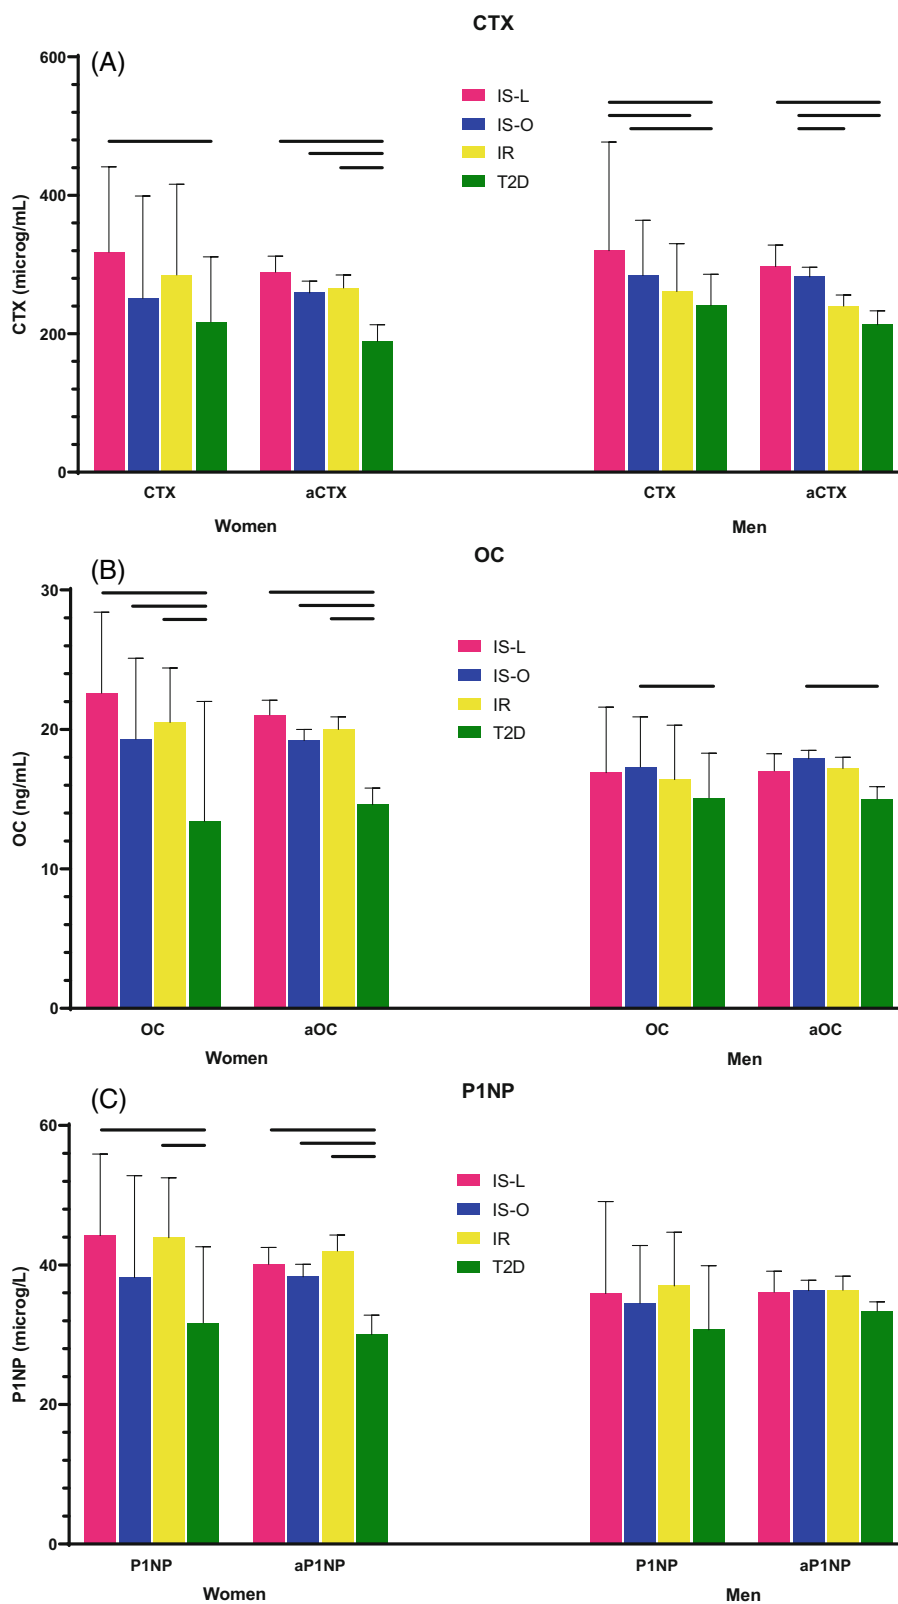 CTX
(A)
600
400
200
0
CTX (microg/mL)
IS-L
IS-O
IR
T2D
CTX
aCTX
CTX
aCTX
Women
Men
OC
(B)
30
20
10
0
OC (ng/mL)
IS-L
IS-O
IR
T2D
OC
aOC
OC
aOC
Women
Men
P1NP
(C)
60
40
20
0
P1NP (microg/L)
IS-L
IS-O
IR
T2D
P1NP
aP1NP
P1NP
aP1NP
Women
Men